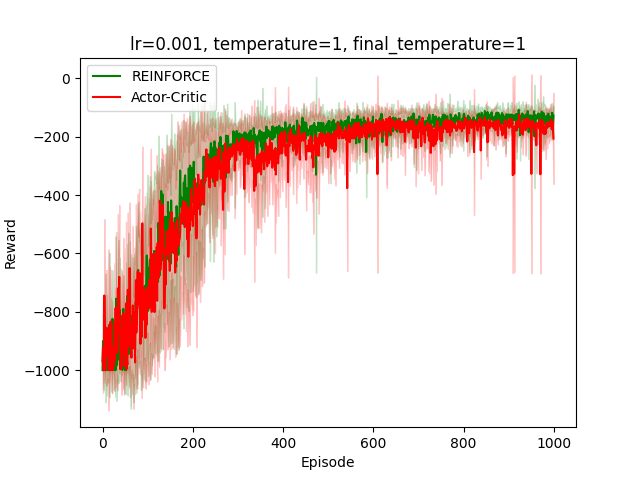 lr=0.001, temperature=1, final_temperature=1
REINFORCE
Actor-Critic
0
−200
−400
−600
−800
−1000
Reward
0 200 400 600 800 1000
Episode